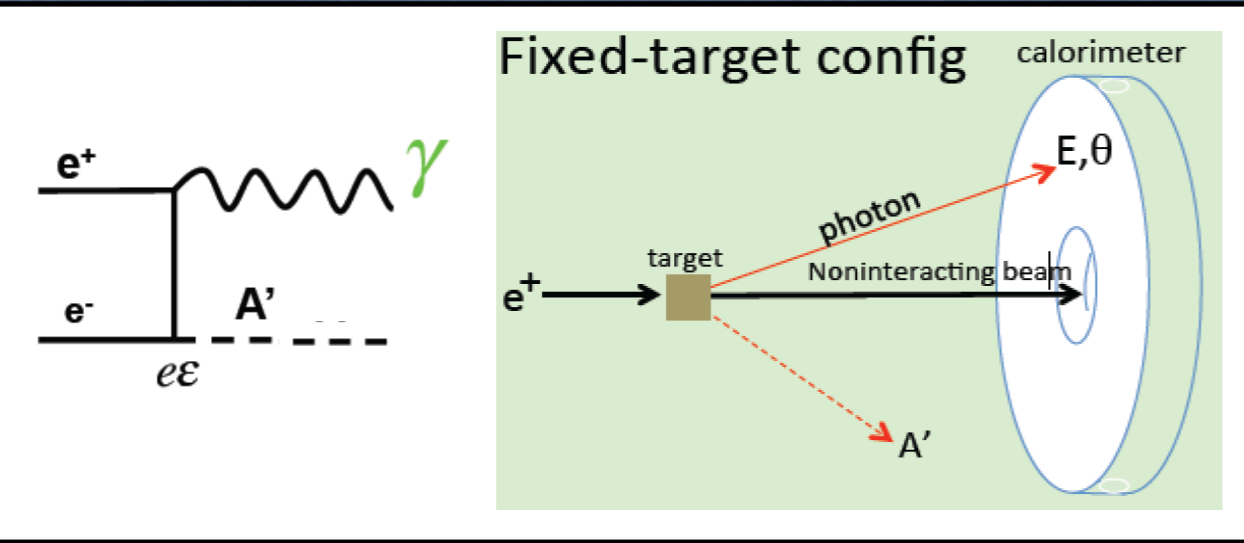 e+
γ
e-
A’
eε
Fixed-target config
calorimeter
E,θ
photon
target
Noninteracting beam
e+
A’